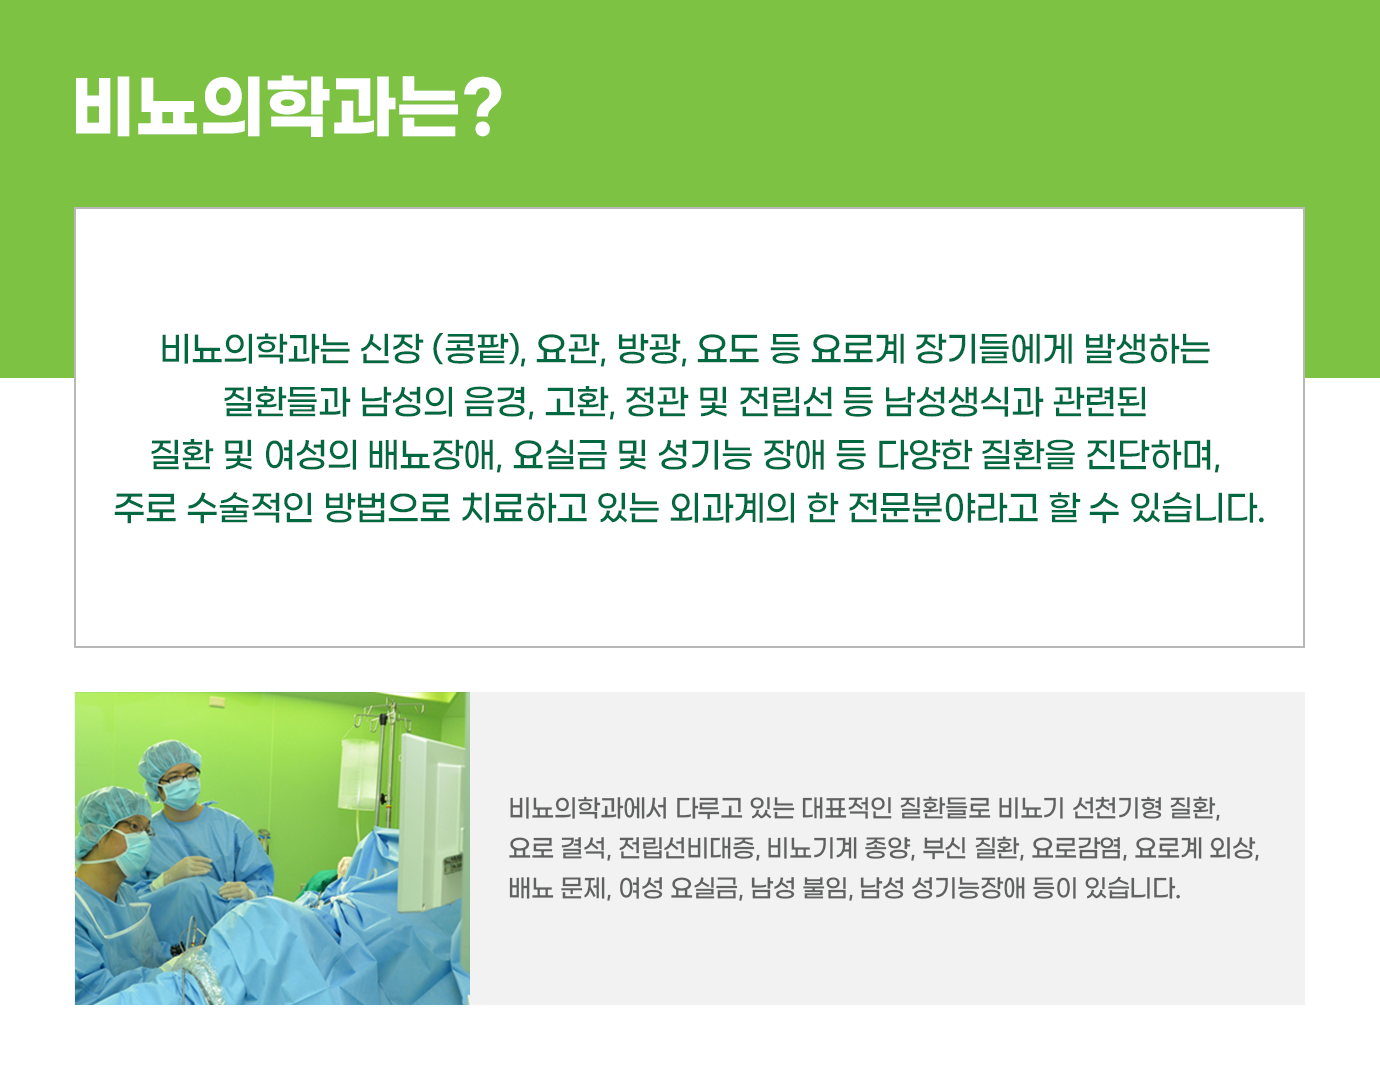 비뇨의학과는?
비뇨의학과는 신장 (콩팥), 요관, 방광, 요도 등 요로계 장기들에게 발생하는
질환들과 남성의 음경, 고환, 정관 및 전립선 등 남성생식과 관련된
질환 및 여성의 배뇨장애, 요실금 및 성기능 장애 등 다양한 질환을 진단하며,
주로 수술적인 방법으로 치료하고 있는 외과계의 한 전문분야라고 할 수 있습니다.
비뇨의학과에서 다루고 있는 대표적인 질환들로 비뇨기 선천기형 질환,
요로 결석, 전립선비대증, 비뇨기계 종양, 부신 질환, 요로감염, 요로계 외상,
배뇨 문제, 여성 요실금, 남성 불임, 남성 성기능장애 등이 있습니다.